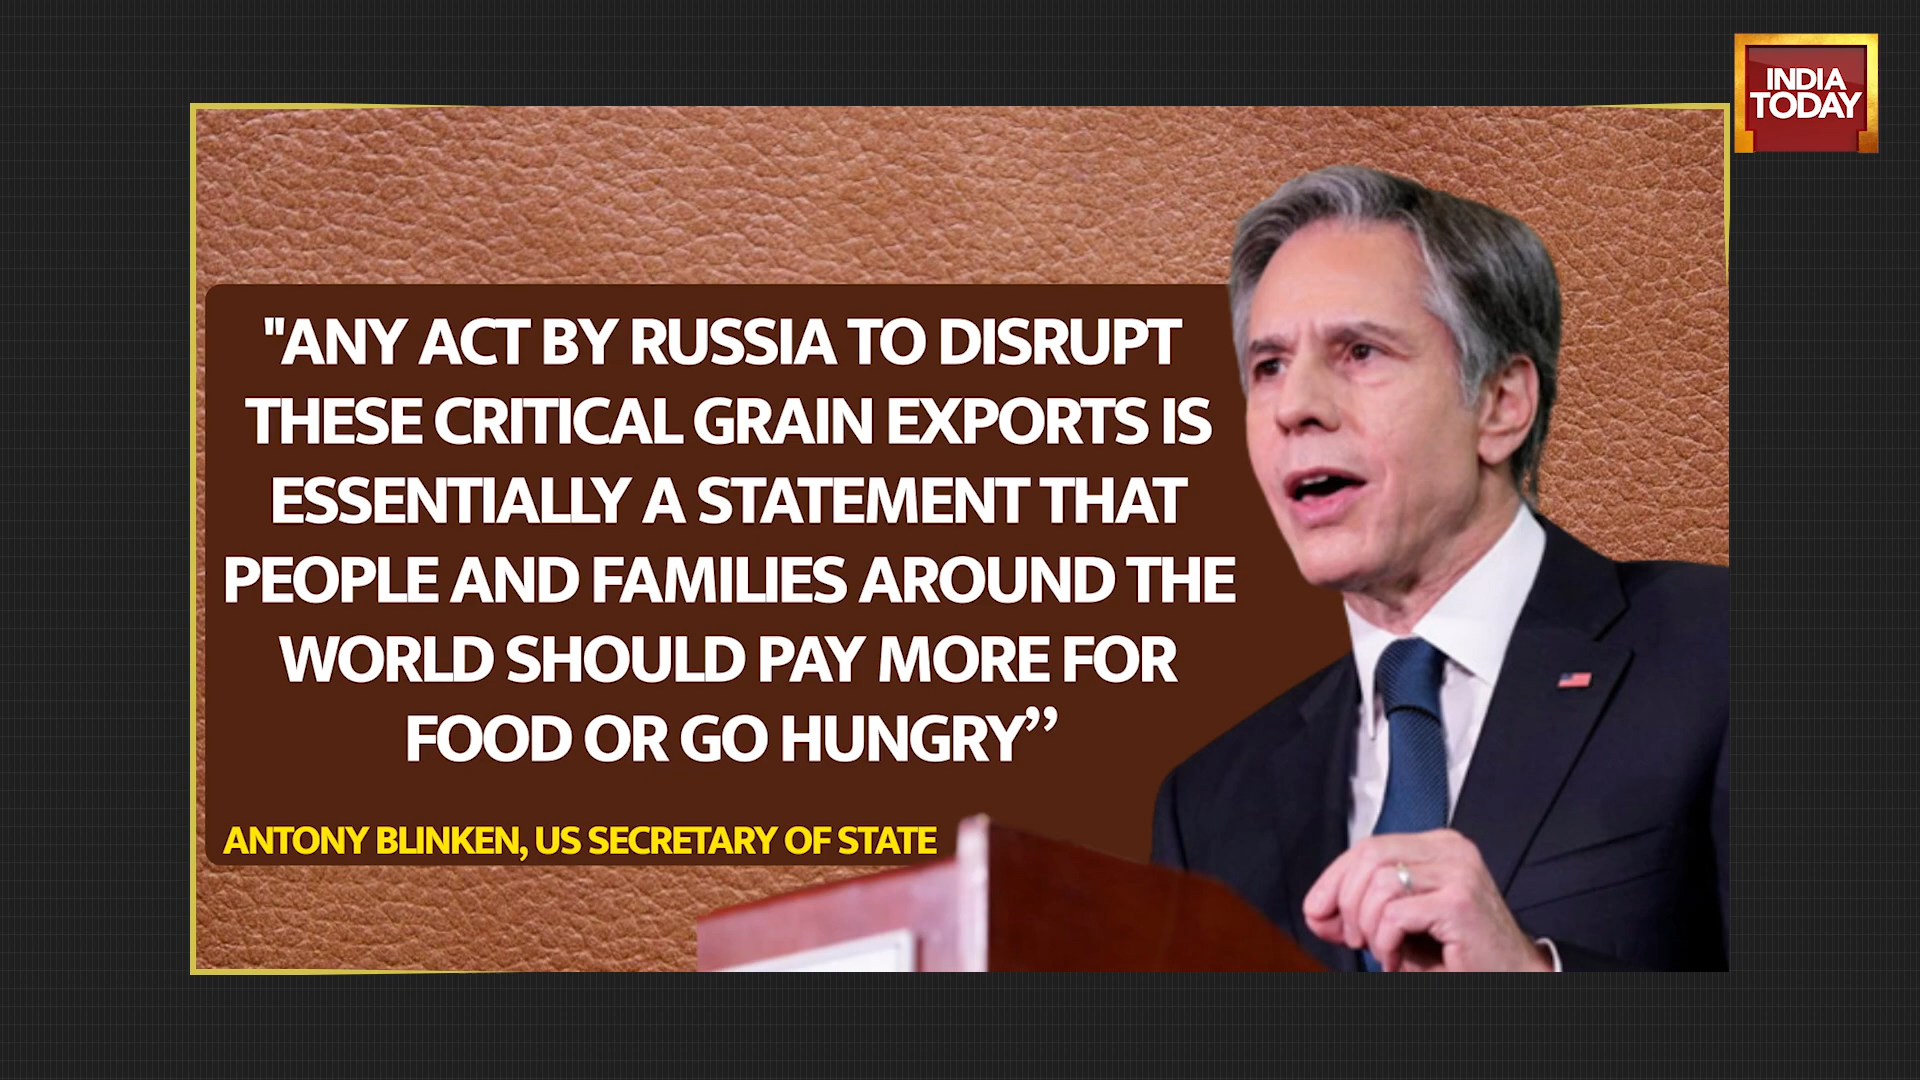 INDIA
TODAY
"ANY ACT BY RUSSIA TO DISRUPT
THESE CRITICAL GRAIN EXPORTS IS
ESSENTIALLY A STATEMENT THAT
PEOPLE AND FAMILIES AROUND THE
WORLD SHOULD PAY MORE FOR
FOOD OR GO HUNGRY”
ANTONY BLINKEN, US SECRETARY OF STATE